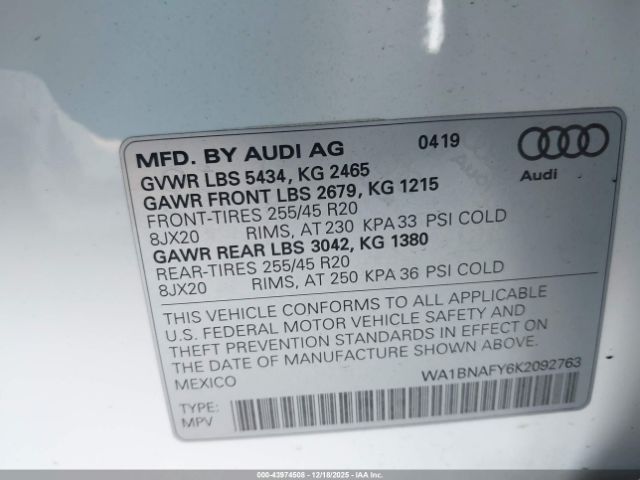 MFD. BY AUDI AG 0419
GVWR LBS 5434, KG 2465
GAWR FRONT LBS 2679, KG 1215
FRONT-TIRES 255/45 R20
8JX20 RIMS, AT 230 KPA 33 PSI COLD
GAWR REAR LBS 3042, KG 1380
REAR-TIRES 255/45 R20
8JX20 RIMS, AT 250 KPA 36 PSI COLD
Audi
THIS VEHICLE CONFORMS TO ALL APPLICABLE
U.S. FEDERAL MOTOR VEHICLE SAFETY AND
THEFT PREVENTION STANDARDS IN EFFECT ON
THE DATE OF MANUFACTURE SHOWN ABOVE.
MEXICO
WA1BNAFY6K2092763
TYPE:
MPV
000-43974508 - 12/18/2025 - IAA Inc.